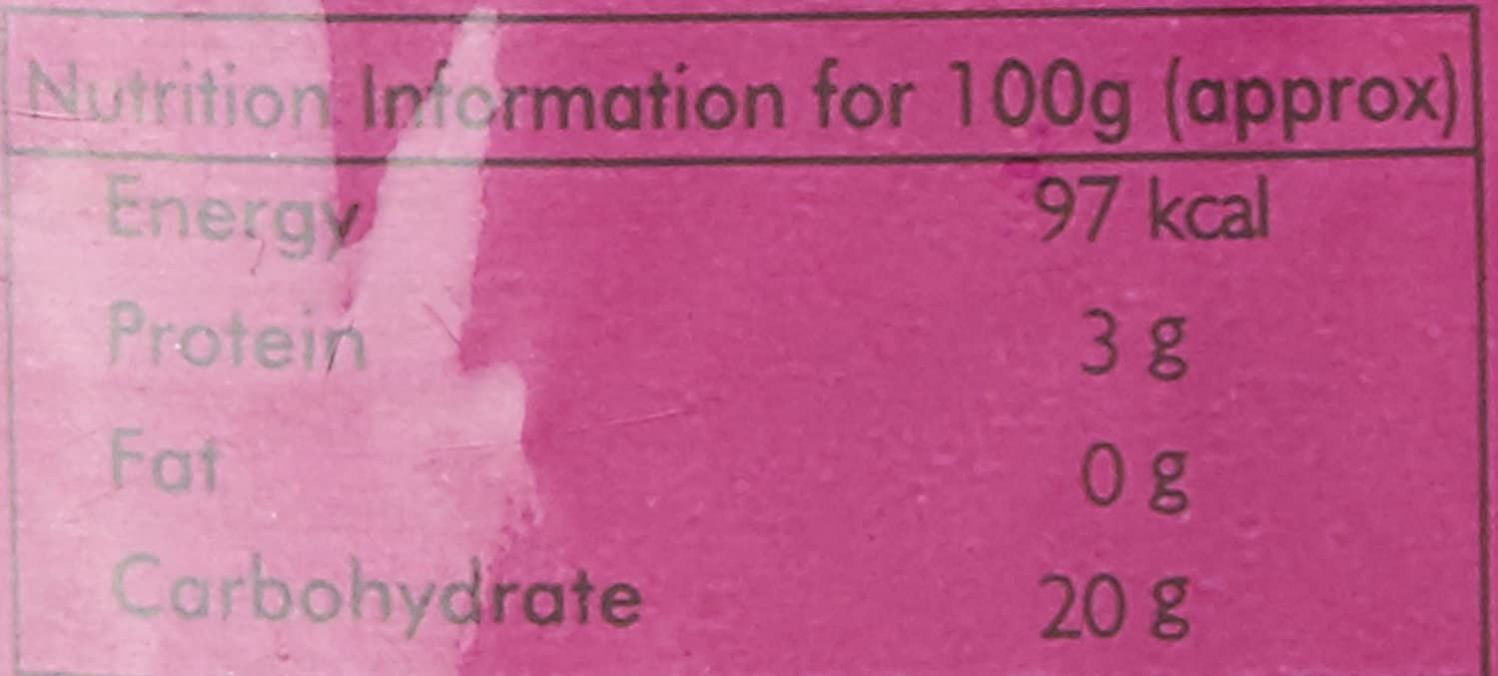 Nutrition Information for 100g (approx)
Energy 97 kcal
Protein 3 g
Fat 0 g
Carbohydrate 20 g